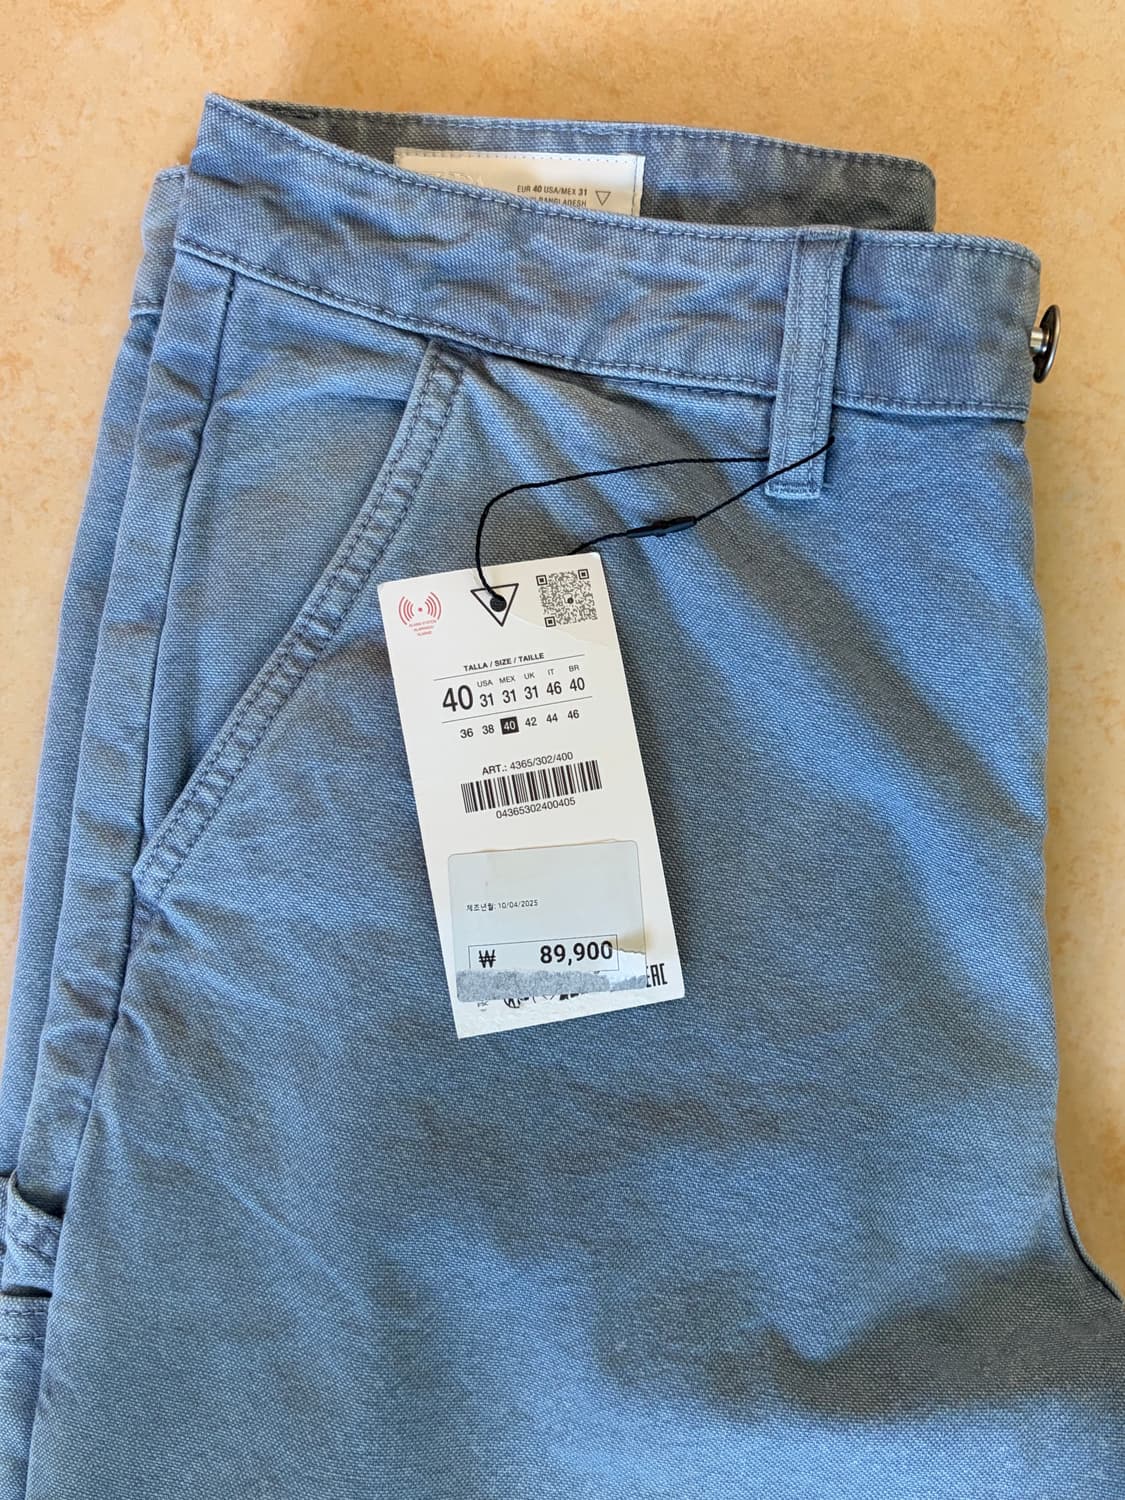 EUR 40 USA/MEX 31
BANGLADESH
TALLA / SIZE / TAILLE
USA MEX UK IT BR
40 31 31 31 46 40
36 38 40 42 44 46
ART.: 4365/302/400
04365302400405
제조년월: 10/04/2025
₩ 89,900
EAC